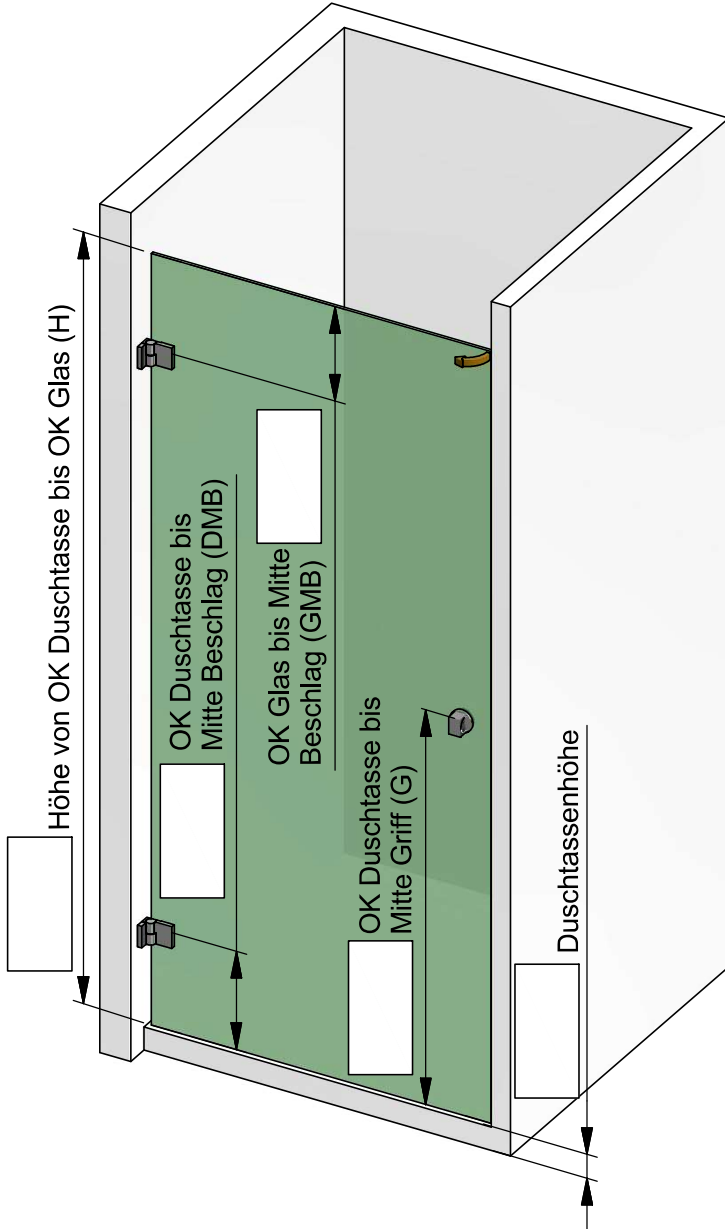 Höhe von OK Duschtasse bis OK Glas (H)
OK Duschtasse bis
Mitte Beschlag (DMB)
OK Glas bis Mitte
Beschlag (GMB)
OK Duschtasse bis
Mitte Griff (G)
Duschtassenhöhe